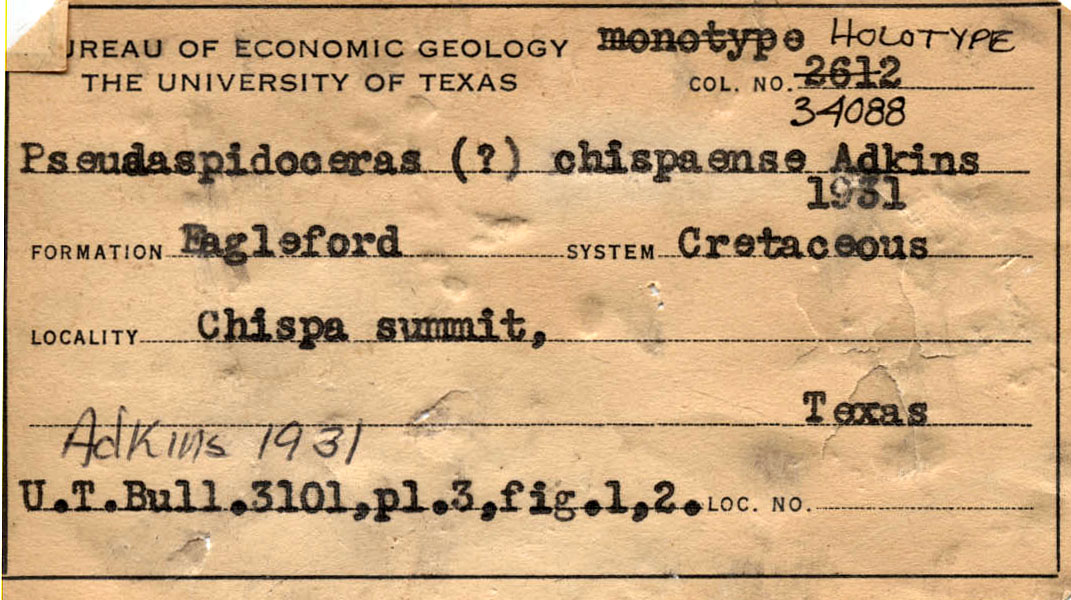 UREAU OF ECONOMIC GEOLOGY monotype HOLOTYPE
THE UNIVERSITY OF TEXAS COL. NO. 2612
34088
Pseudaspidoceras (?) chispaense Adkins
1931
FORMATION Eagleford SYSTEM Cretaceous
LOCALITY Chispa summit,
Texas
Adkins 1931
U.T.Bull.3101,pl.3,fig.1,2. LOC. NO.